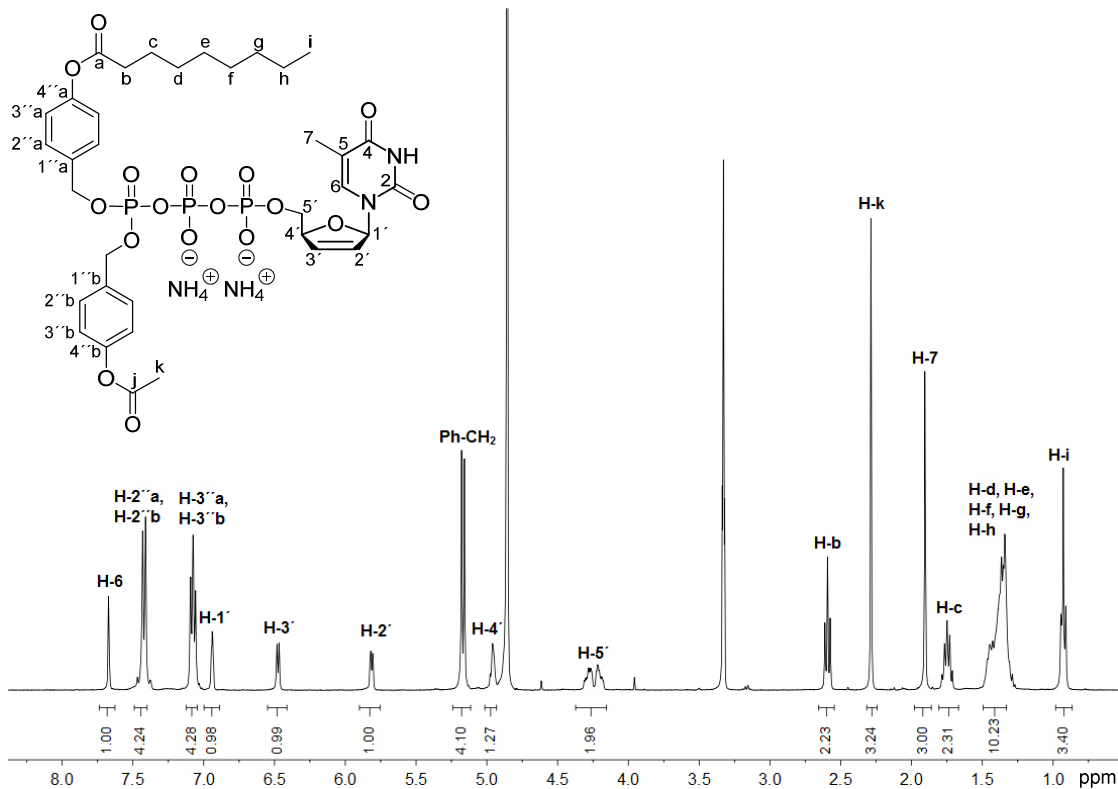 O
c e g i
a b d f h
O
4´´a
3´´a
2´´a
1´´a
7 O
5 4 NH
6 2 O
N
O O O
O P O P O P O 5´ O
O O⊖ O⊖ 4´ 1´
3´ 2´
NH4⊕ NH4⊕
1´´b
2´´b
3´´b
4´´b
k
O j
O
H-6
H-2´´a,
H-2´´b
H-3´´a,
H-3´´b
H-1´
H-3´
H-2´
Ph-CH2
H-4´
H-5´
H-b
H-k
H-7
H-c
H-d, H-e,
H-f, H-g,
H-h
H-i
1.00 4.24 4.28 0.98 0.99 1.00 4.10 1.27 1.96 2.23 3.24 3.00 2.31 10.23 3.40
8.0 7.5 7.0 6.5 6.0 5.5 5.0 4.5 4.0 3.5 3.0 2.5 2.0 1.5 1.0 ppm